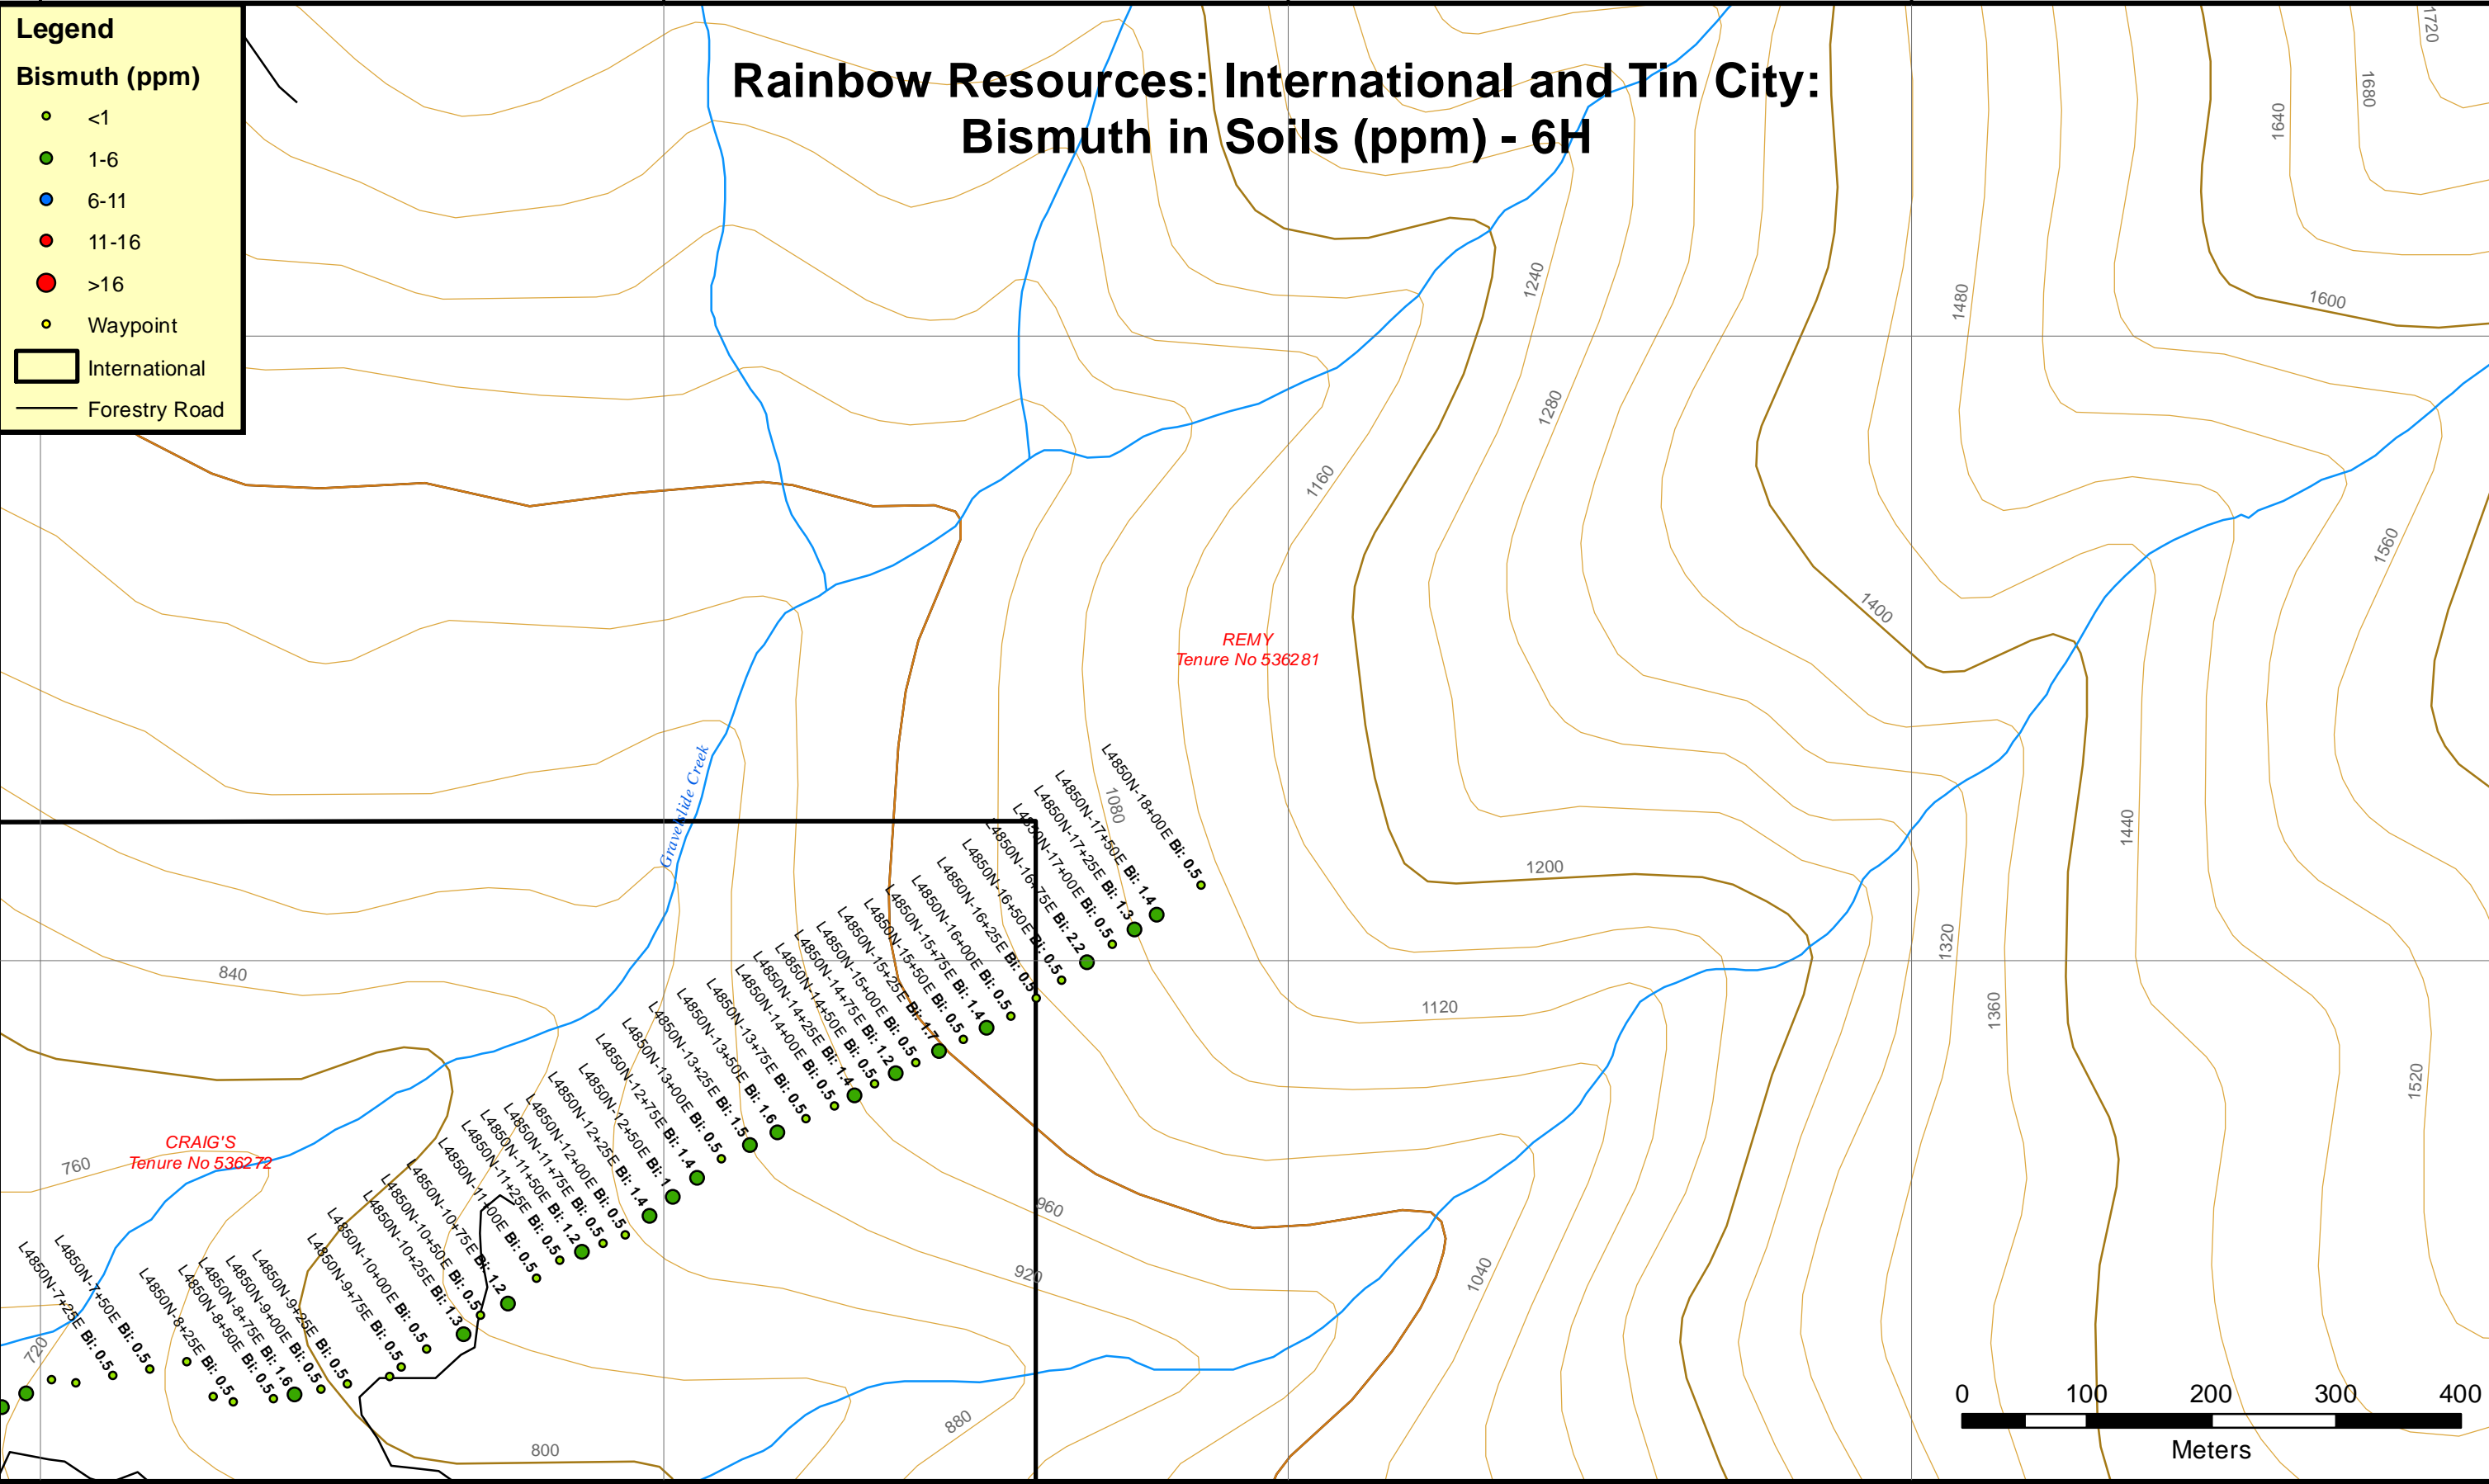 Legend
Bismuth (ppm)
<1
1-6
6-11
11-16
>16
Waypoint
International
Forestry Road
Rainbow Resources: International and Tin City:
Bismuth in Soils (ppm) - 6H
1720
1680
1640
1600
1240
1480
1280
1160
1560
1400
REMY
Tenure No 536281
Gravelslide Creek
1080
1440
1200
840
1320
1120
1360
1520
CRAIG'S
Tenure No 536272
760
960
920
1040
720
880
800
L4850N-7+25E Bi: 0.5
L4850N-7+50E Bi: 0.5
L4850N-8+25E Bi: 0.5
L4850N-8+50E Bi: 0.5
L4850N-8+75E Bi: 1.6
L4850N-9+00E Bi: 0.5
L4850N-9+25E Bi: 0.5
L4850N-9+75E Bi: 0.5
L4850N-10+00E Bi: 0.5
L4850N-10+25E Bi: 1.3
L4850N-10+50E Bi: 0.5
L4850N-10+75E Bi: 1.2
L4850N-11+00E Bi: 0.5
L4850N-11+25E Bi: 0.5
L4850N-11+50E Bi: 1.2
L4850N-11+75E Bi: 0.5
L4850N-12+00E Bi: 0.5
L4850N-12+25E Bi: 1.4
L4850N-12+50E Bi: 1
L4850N-12+75E Bi: 1.4
L4850N-13+00E Bi: 0.5
L4850N-13+25E Bi: 1.5
L4850N-13+50E Bi: 1.6
L4850N-13+75E Bi: 0.5
L4850N-14+00E Bi: 0.5
L4850N-14+25E Bi: 1.4
L4850N-14+50E Bi: 0.5
L4850N-14+75E Bi: 1.2
L4850N-15+00E Bi: 0.5
L4850N-15+25E Bi: 1.7
L4850N-15+50E Bi: 0.5
L4850N-15+75E Bi: 1.4
L4850N-16+00E Bi: 0.5
L4850N-16+25E Bi: 0.5
L4850N-16+50E Bi: 0.5
L4850N-16+75E Bi: 2.2
L4850N-17+00E Bi: 0.5
L4850N-17+25E Bi: 1.3
L4850N-17+50E Bi: 1.4
L4850N-18+00E Bi: 0.5
0 100 200 300 400
Meters